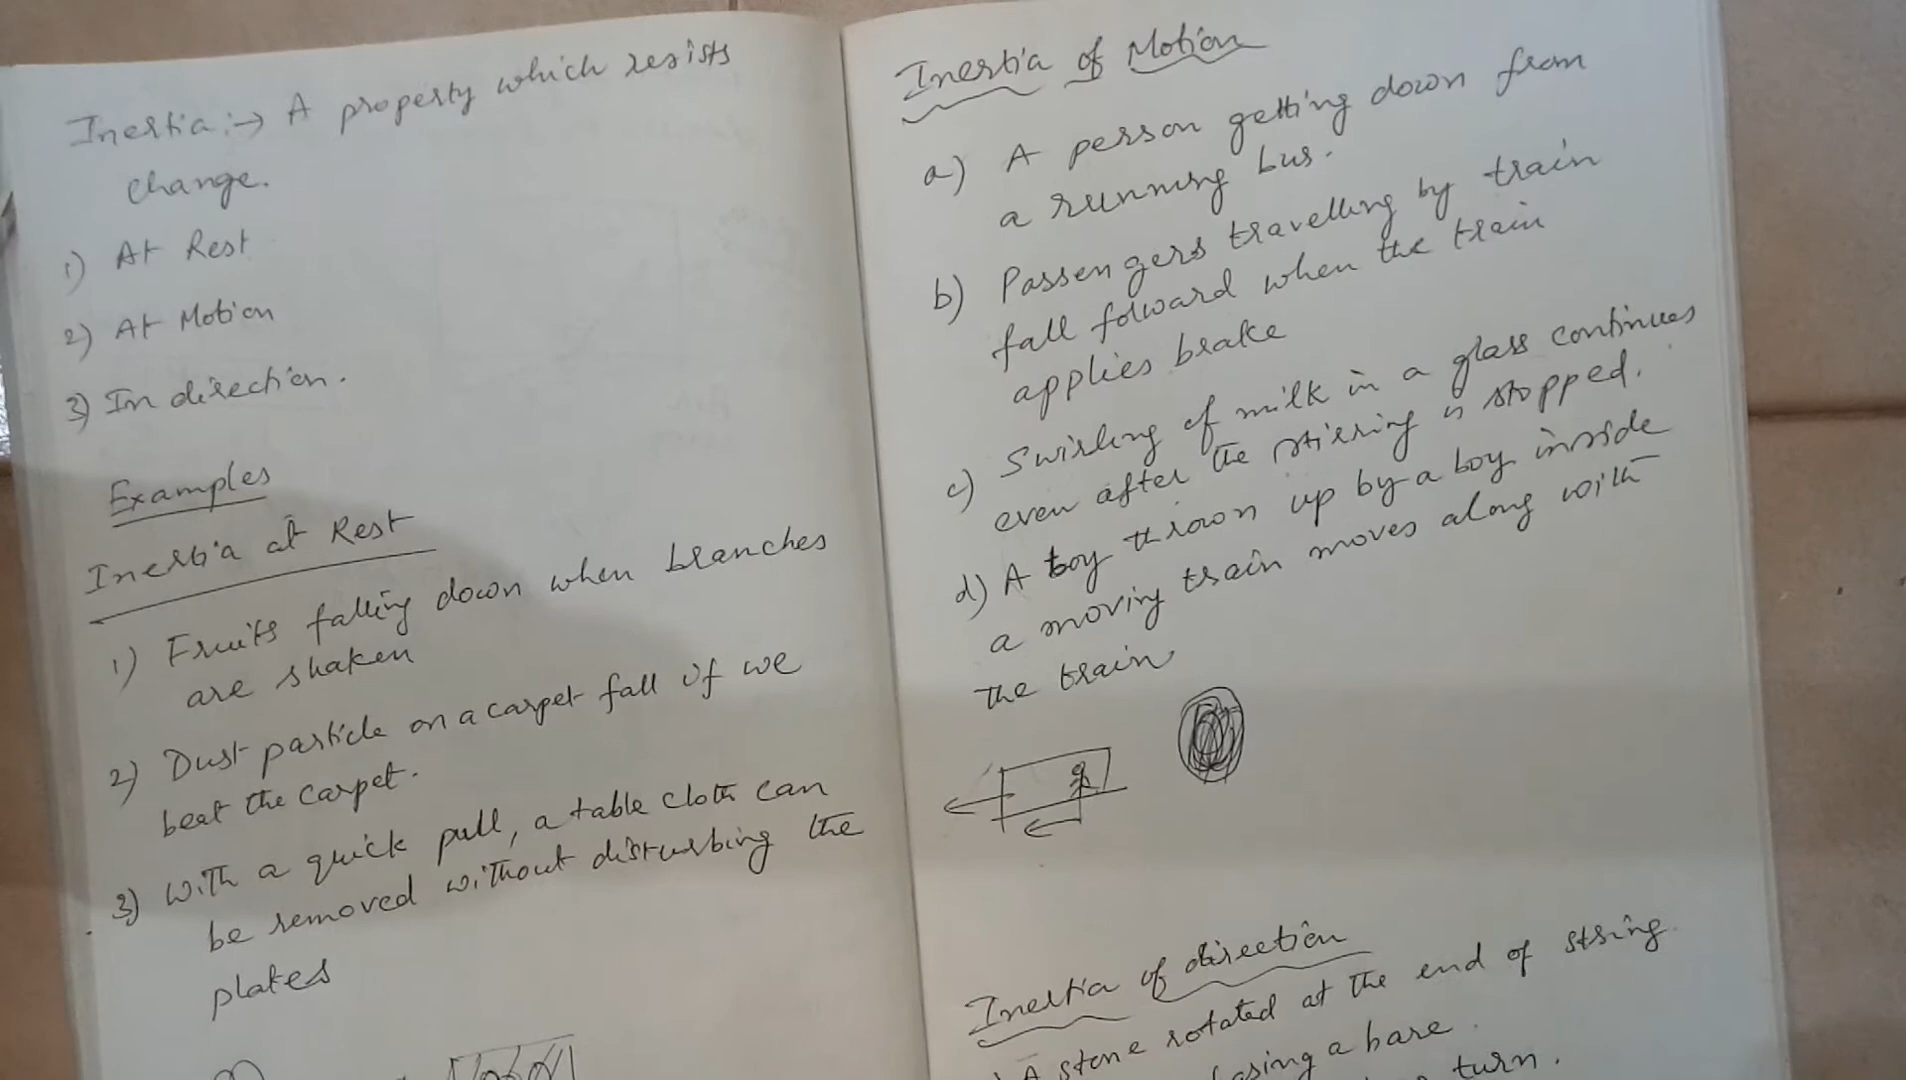 Inertia :→ A property which resists
change.
1) At Rest
2) At Motion
3) In direction.
Examples
Inertia at Rest
1) Fruits falling down when branches
are shaken
2) Dust particle on a carpet fall if we
beat the carpet.
3) With a quick pull, a table cloth can
be removed without disturbing the
plates
Inertia of Motion
a) A person getting down from
a running bus.
b) Passengers travelling by train
fall forward when the train
applies brake
c) Swirling of milk in a glass continues
even after the stirring is stopped.
d) A toy thrown up by a boy inside
a moving train moves along with
the train
Inertia of direction
A stone rotated at the end of string
a bare.
turn.